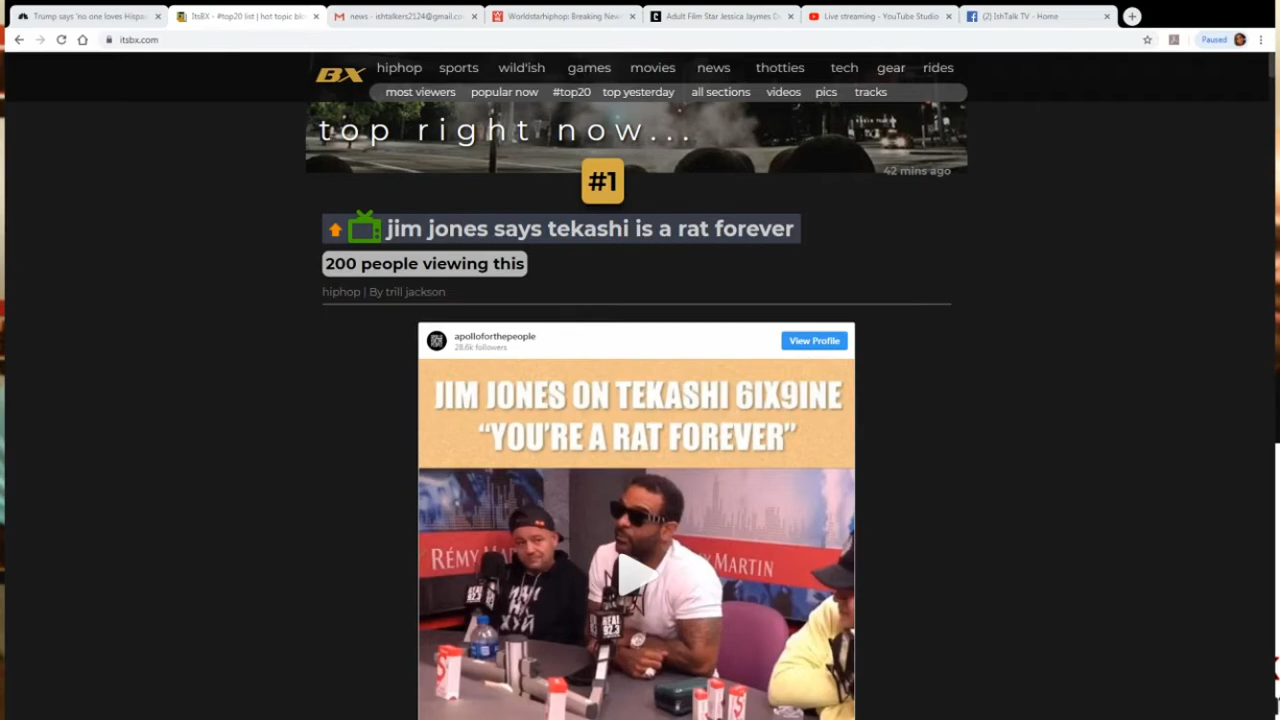 Trump says 'no one loves Hispa
ItsBX - #top20 list | hot topic blo
news - ishtalkers2124@gmail.co
Worldstarhiphop: Breaking New
Adult Film Star Jessica Jaymes D
Live streaming - YouTube Studio
(2) IshTalk TV - Home
itsbx.com
Paused
BX
hiphop sports wild'ish games movies news thotties tech gear rides
most viewers popular now #top20 top yesterday all sections videos pics tracks
top right now...
42 mins ago
#1
jim jones says tekashi is a rat forever
200 people viewing this
hiphop | By trill jackson
apolloforthepeople
28.6k followers
View Profile
JIM JONES ON TEKASHI 6IX9INE
“YOU'RE A RAT FOREVER”
RÉMY MA
Y MARTIN
REAL
92.3